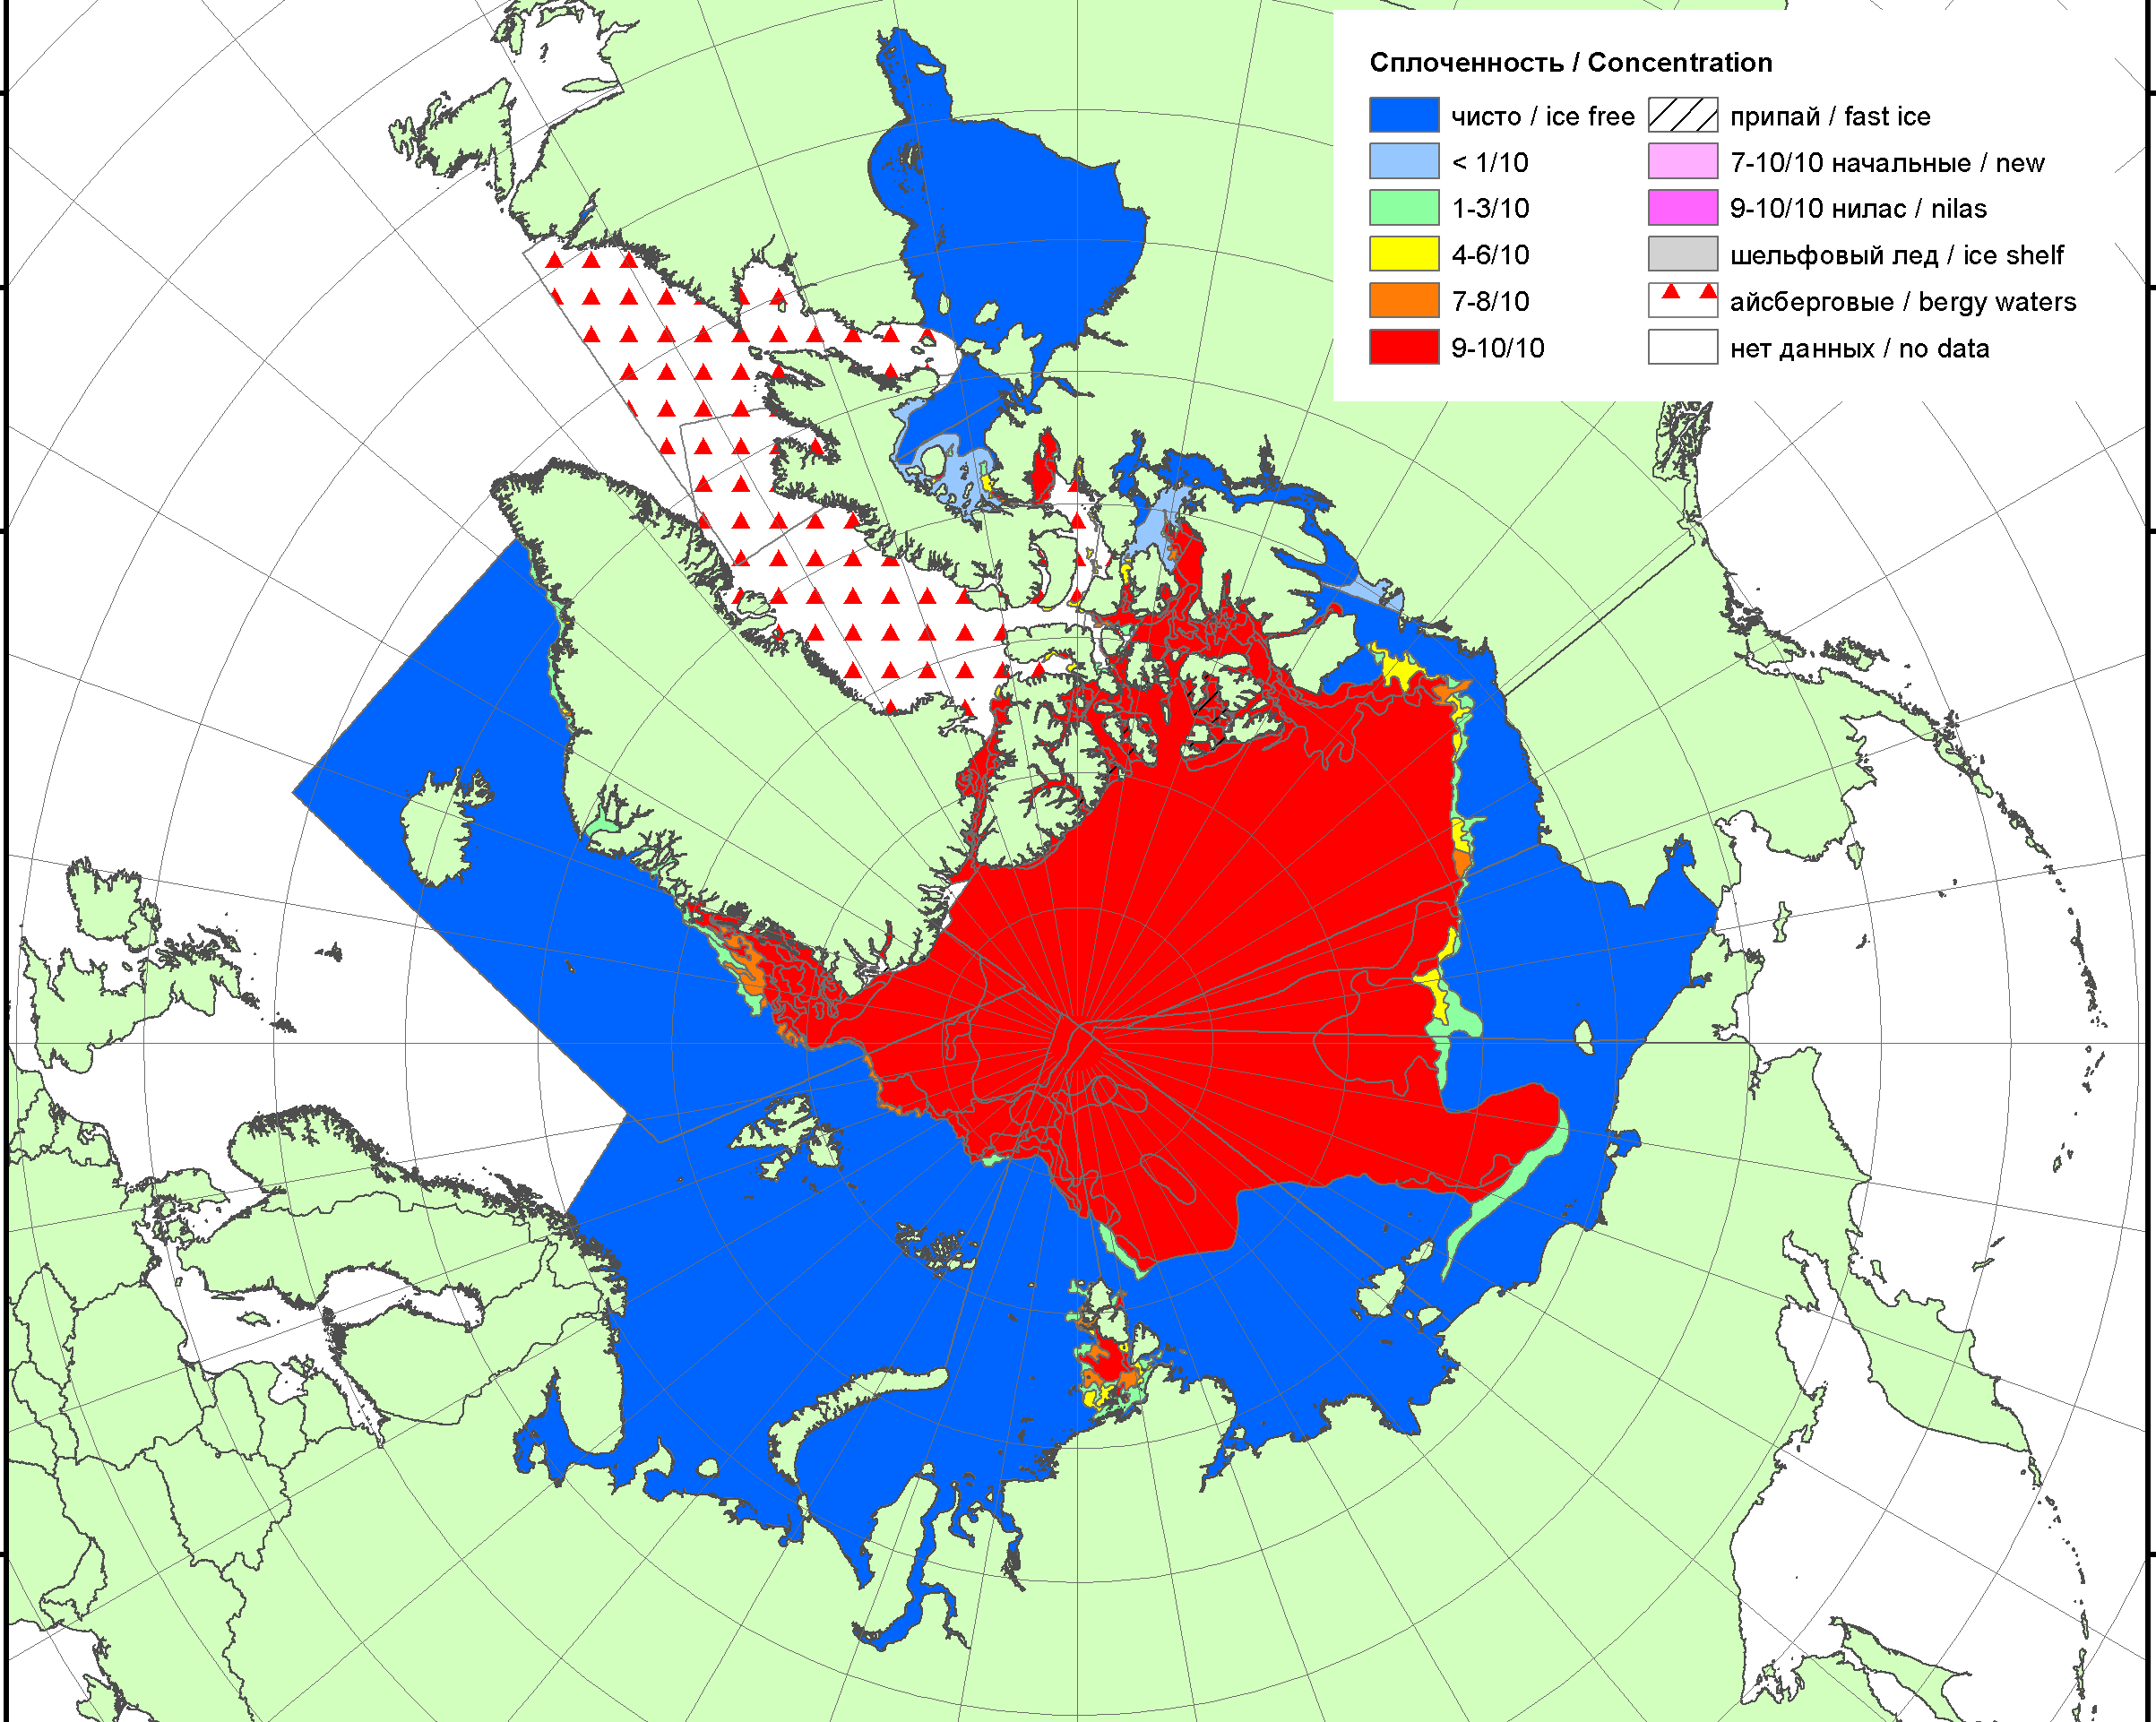 Сплоченность / Concentration
чисто / ice free
< 1/10
1-3/10
4-6/10
7-8/10
9-10/10
припай / fast ice
7-10/10 начальные / new
9-10/10 нилас / nilas
шельфовый лед / ice shelf
айсберговые / bergy waters
нет данных / no data